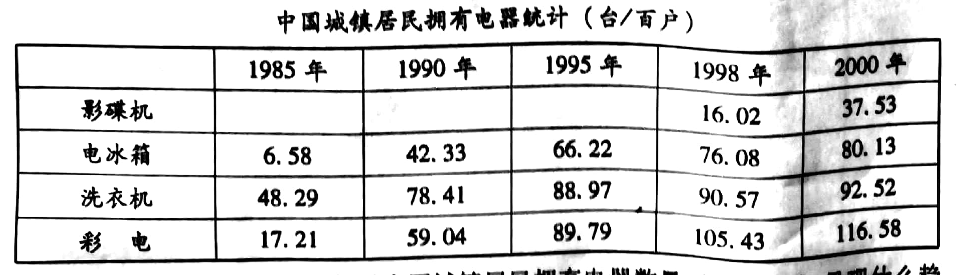 中国城镇居民拥有电器统计（台/百户）
1985 年 1990 年 1995 年 1998 年 2000 年
影碟机 16.02 37.53
电冰箱 6.58 42.33 66.22 76.08 80.13
洗衣机 48.29 78.41 88.97 90.57 92.52
彩 电 17.21 59.04 89.79 105.43 116.58